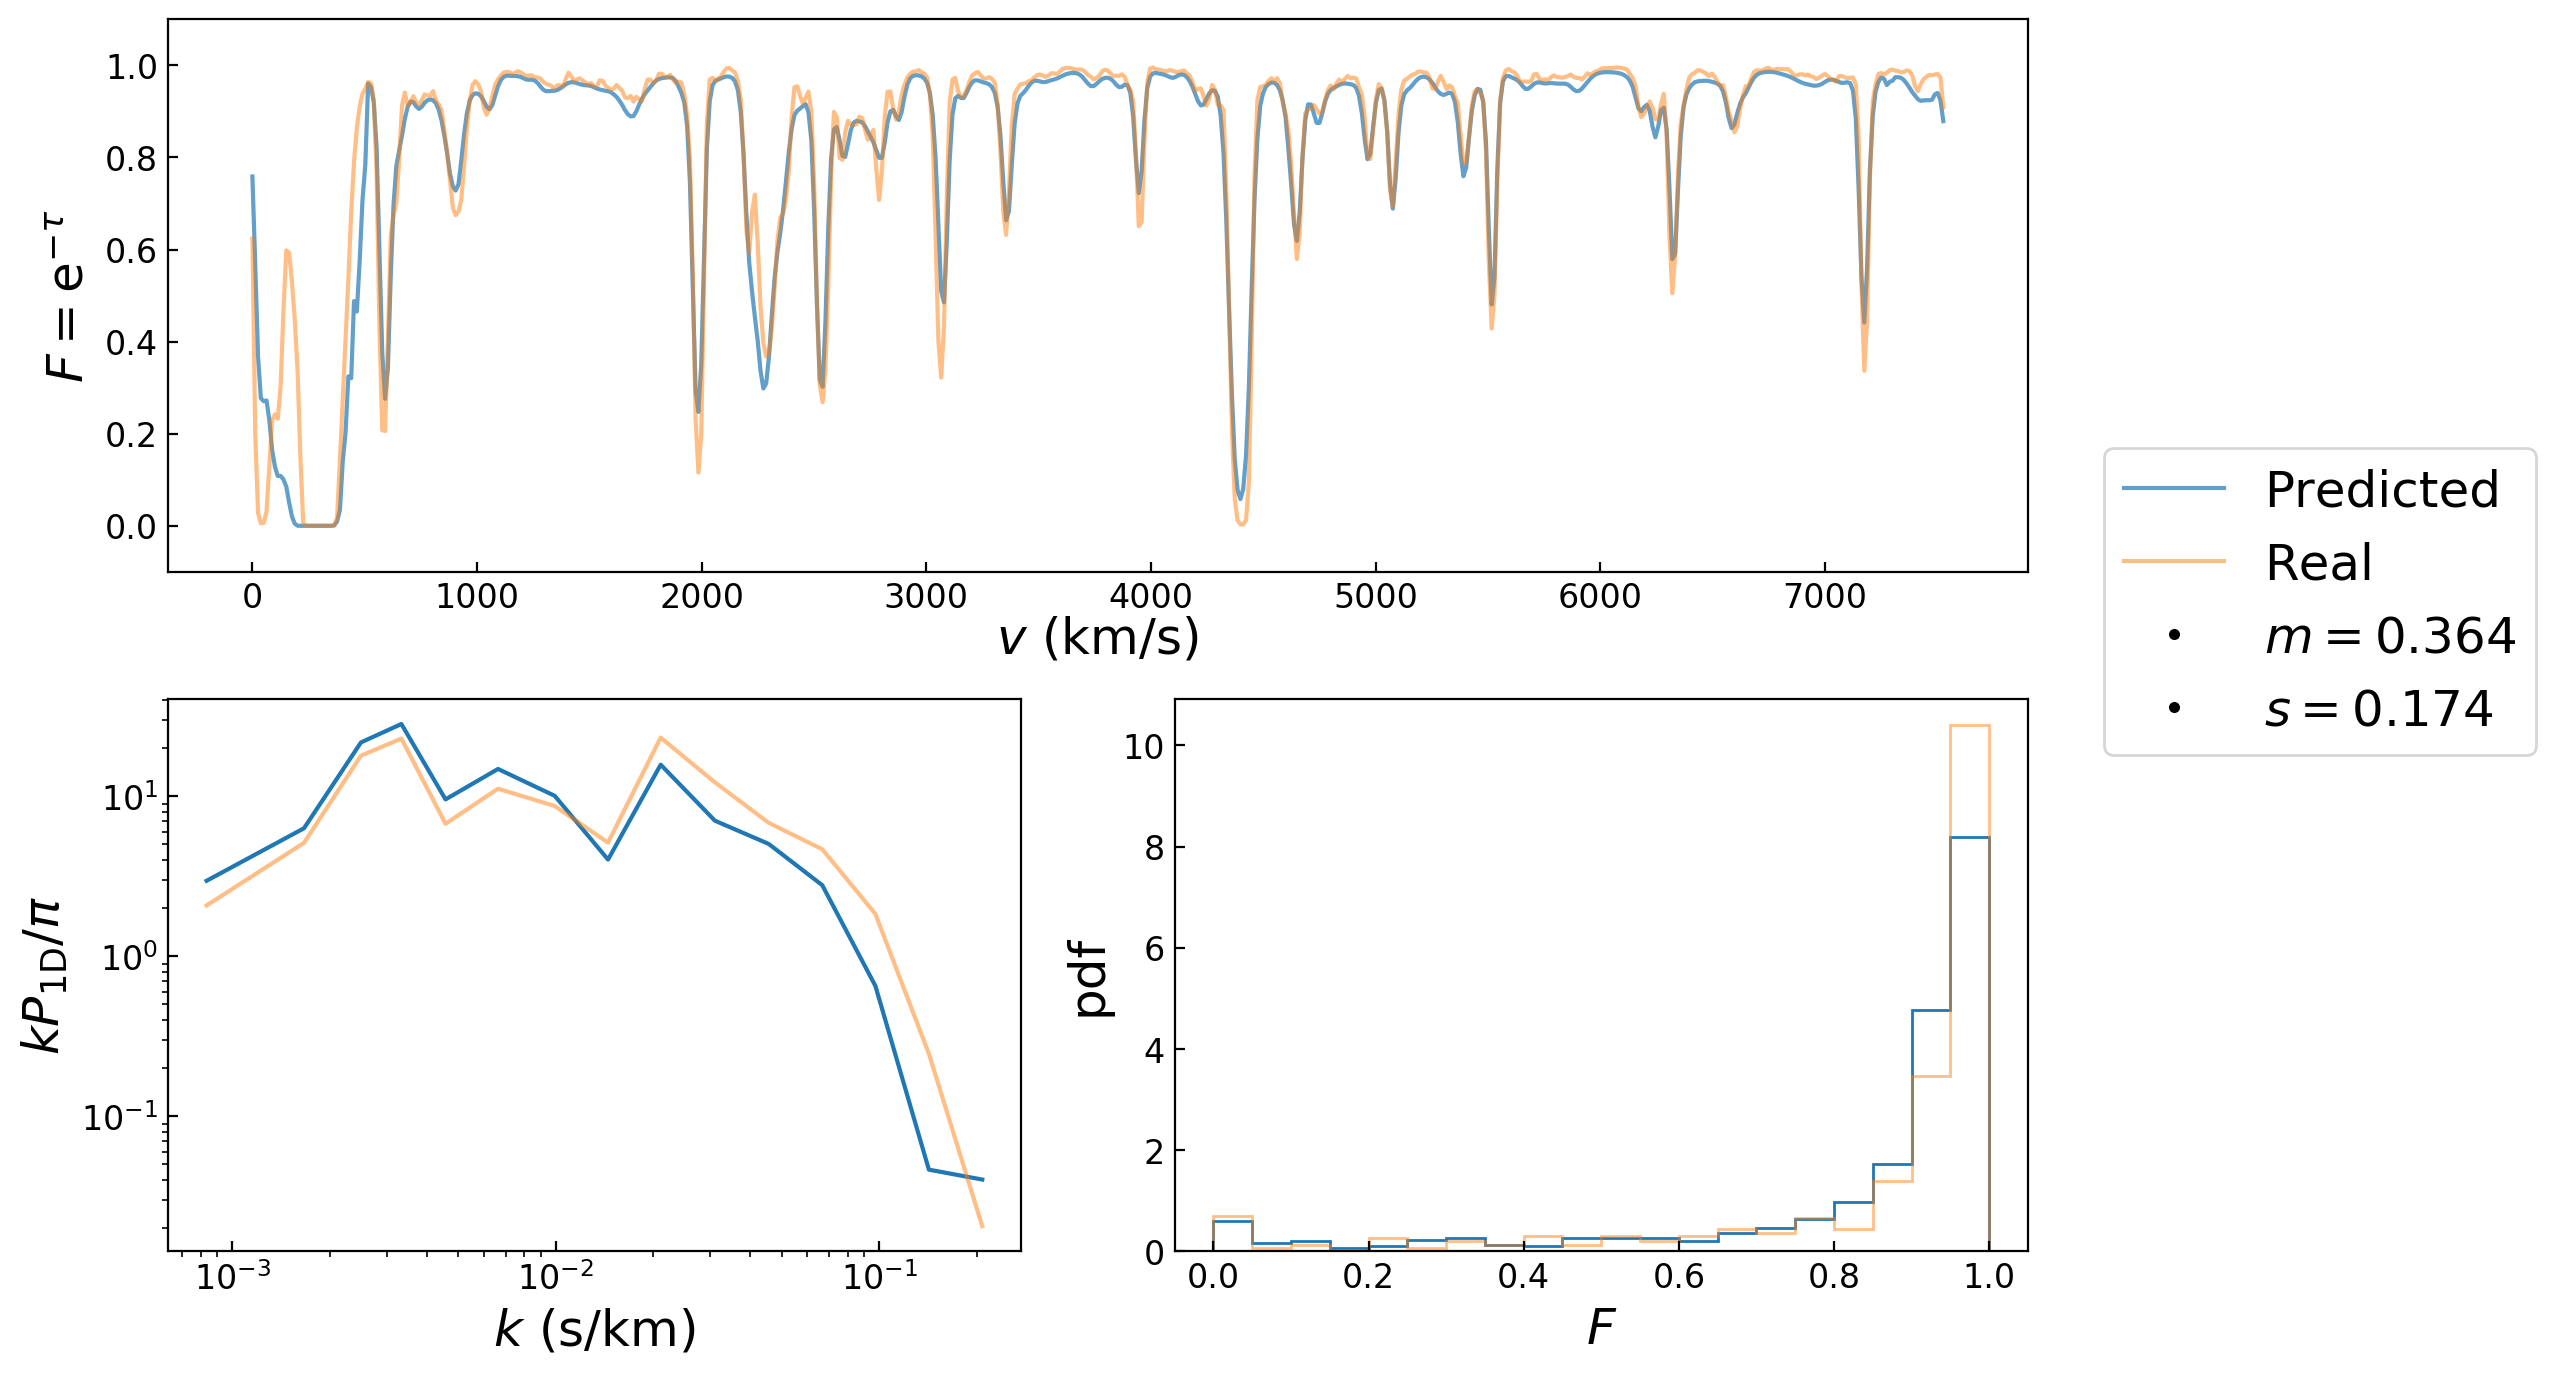 F = e^{-τ}
1.0
0.8
0.6
0.4
0.2
0.0
0 1000 2000 3000 4000 5000 6000 7000
v (km/s)
Predicted
Real
m = 0.364
s = 0.174
kP_{1D}/π
10^1
10^0
10^{-1}
10^{-3} 10^{-2} 10^{-1}
k (s/km)
pdf
10
8
6
4
2
0
0.0 0.2 0.4 0.6 0.8 1.0
F